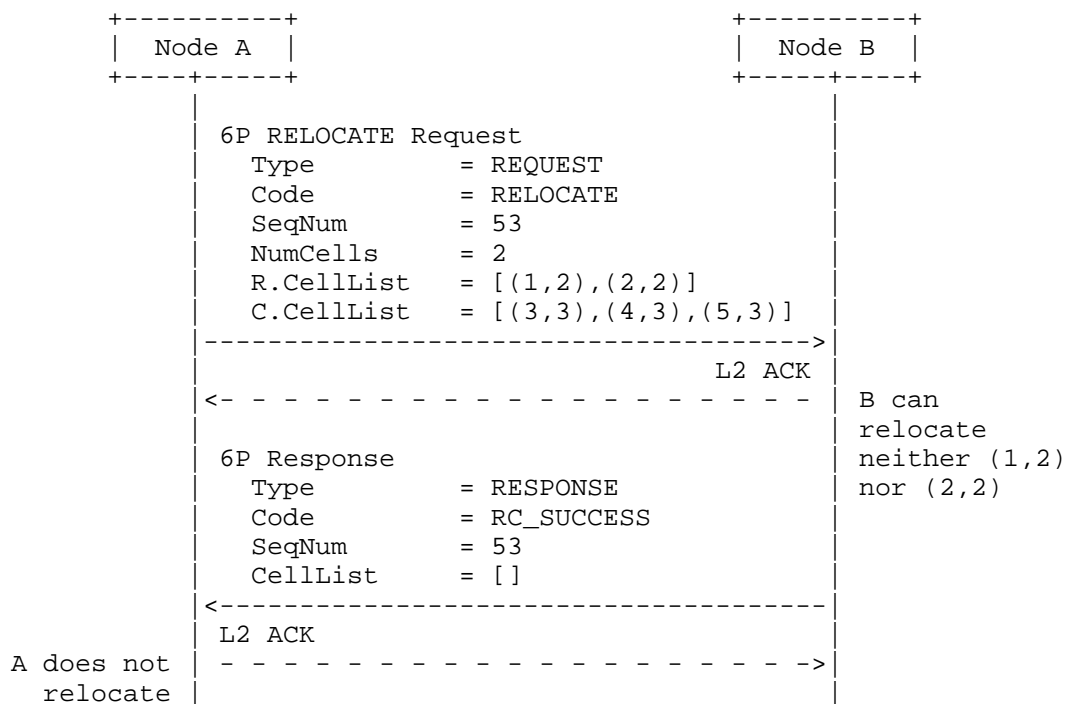 Node A Node B
6P RELOCATE Request
Type = REQUEST
Code = RELOCATE
SeqNum = 53
NumCells = 2
R.CellList = [(1,2),(2,2)]
C.CellList = [(3,3),(4,3),(5,3)]
L2 ACK
B can
relocate
6P Response neither (1,2)
Type = RESPONSE nor (2,2)
Code = RC_SUCCESS
SeqNum = 53
CellList = []
L2 ACK
A does not
relocate